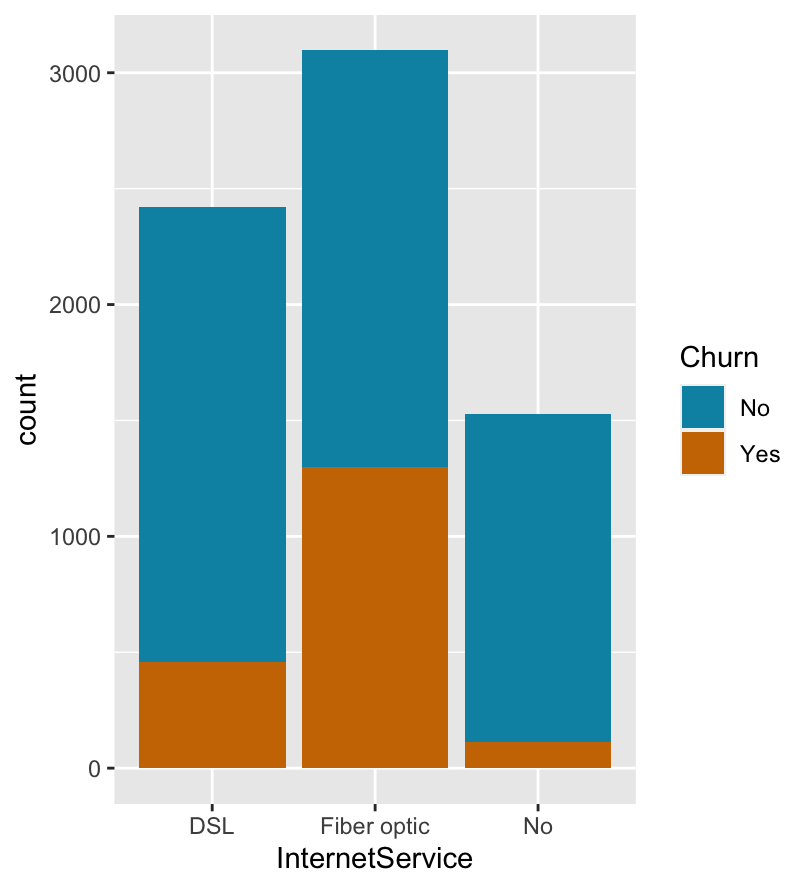 3000
2000
1000
0
count
DSL Fiber optic No
InternetService
Churn
No
Yes